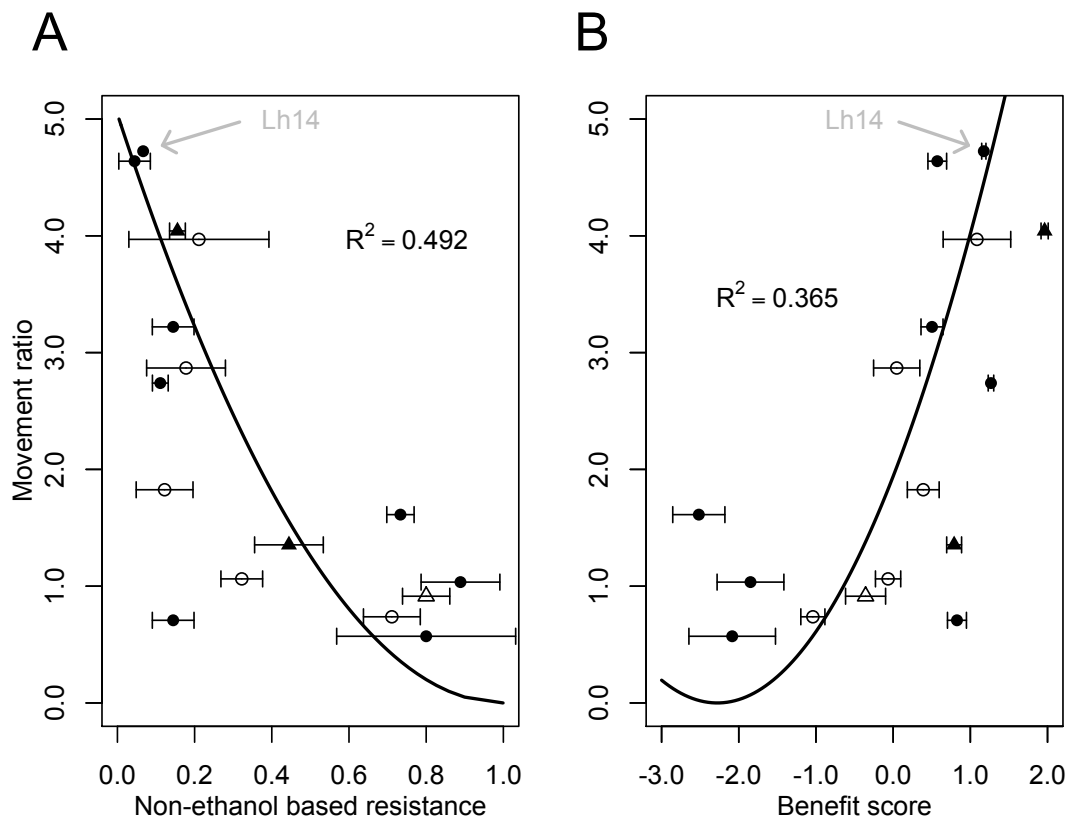 A
Movement ratio
5.0
4.0
3.0
2.0
1.0
0.0
Lh14
R² = 0.492
0.0 0.2 0.4 0.6 0.8 1.0
Non-ethanol based resistance
B
5.0
4.0
3.0
2.0
1.0
0.0
Lh14
R² = 0.365
-3.0 -2.0 -1.0 0.0 1.0 2.0
Benefit score